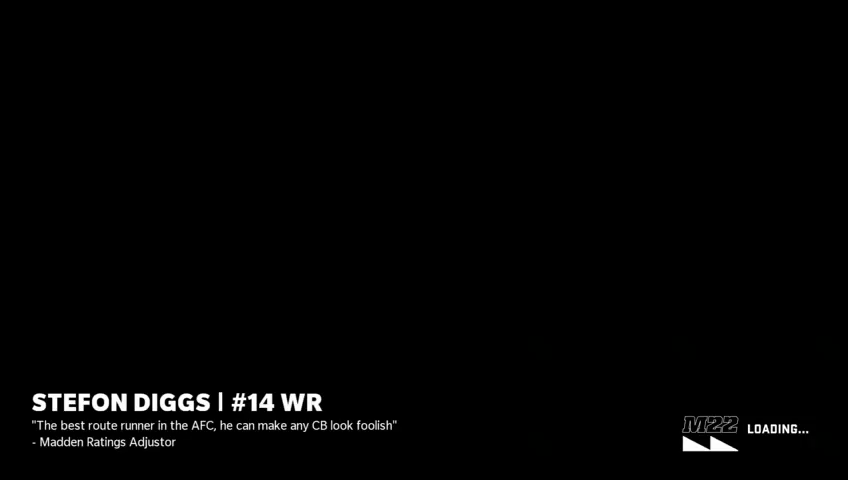 STEFON DIGGS | #14 WR
"The best route runner in the AFC, he can make any CB look foolish"
- Madden Ratings Adjustor
M22
LOADING...